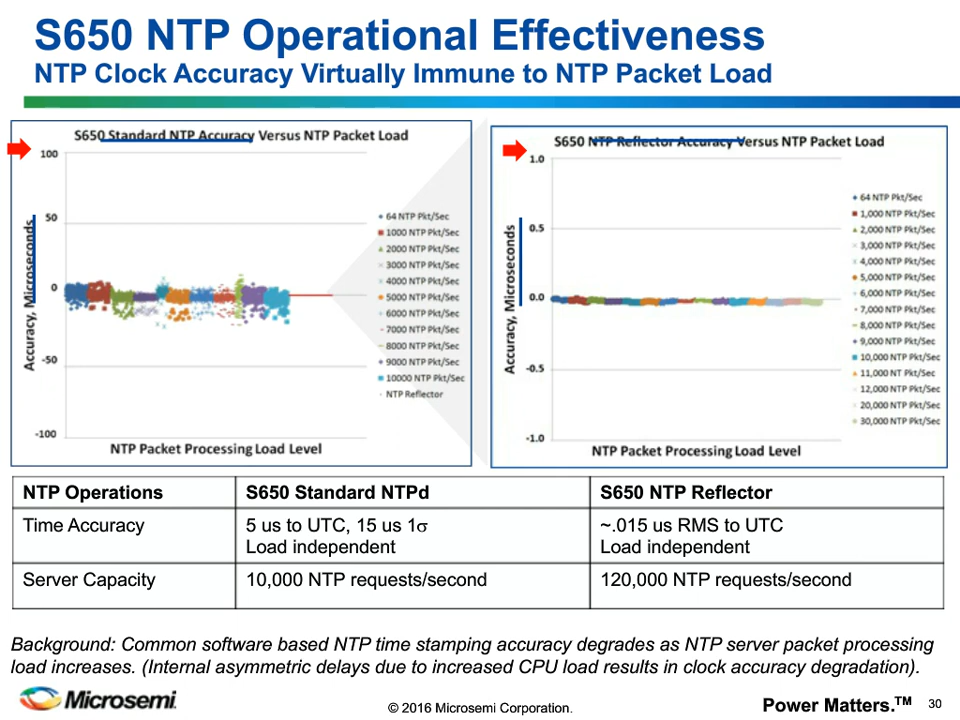 S650 NTP Operational Effectiveness
NTP Clock Accuracy Virtually Immune to NTP Packet Load
S650 Standard NTP Accuracy Versus NTP Packet Load
100
50
0
-50
-100
Accuracy, Microseconds
NTP Packet Processing Load Level
64 NTP Pkt/Sec
1000 NTP Pkt/Sec
2000 NTP Pkt/Sec
3000 NTP Pkt/Sec
4000 NTP Pkt/Sec
5000 NTP Pkt/Sec
6000 NTP Pkt/Sec
7000 NTP Pkt/Sec
8000 NTP Pkt/Sec
9000 NTP Pkt/Sec
10000 NTP Pkt/Sec
NTP Reflector
S650 NTP Reflector Accuracy Versus NTP Packet Load
1.0
0.5
0.0
-0.5
-1.0
Accuracy, Microseconds
NTP Packet Processing Load Level
64 NTP Pkt/Sec
1,000 NTP Pkt/Sec
2,000 NTP Pkt/Sec
3,000 NTP Pkt/Sec
4,000 NTP Pkt/Sec
5,000 NTP Pkt/Sec
6,000 NTP Pkt/Sec
7,000 NTP Pkt/Sec
8,000 NTP Pkt/Sec
9,000 NTP Pkt/Sec
10,000 NTP Pkt/Sec
11,000 NT Pkt/Sec
12,000 NTP Pkt/Sec
20,000 NTP Pkt/Sec
30,000 NTP Pkt/Sec
NTP Operations S650 Standard NTPd S650 NTP Reflector
Time Accuracy 5 us to UTC, 15 us 1σ ~.015 us RMS to UTC
Load independent Load independent
Server Capacity 10,000 NTP requests/second 120,000 NTP requests/second
Background: Common software based NTP time stamping accuracy degrades as NTP server packet processing
load increases. (Internal asymmetric delays due to increased CPU load results in clock accuracy degradation).
Microsemi.
© 2016 Microsemi Corporation.
Power Matters.™ 30